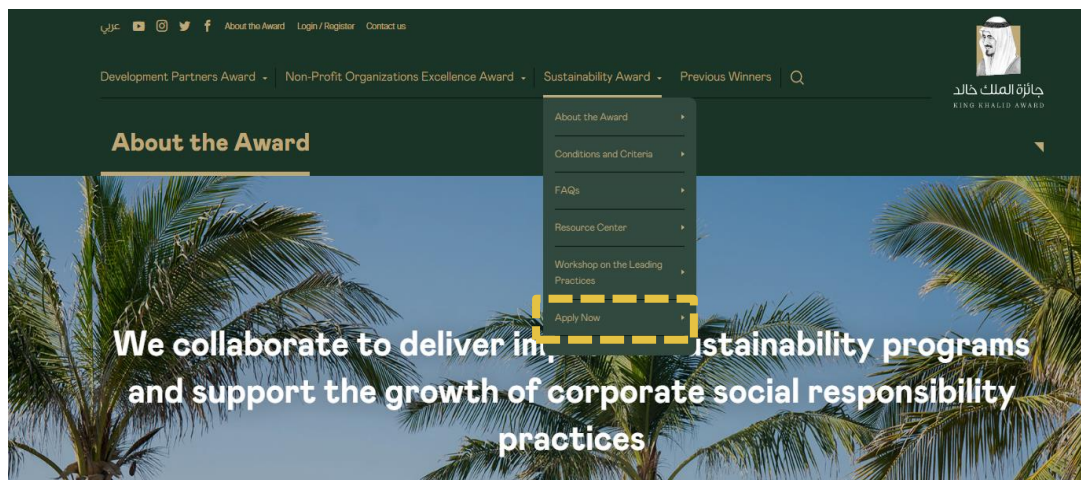 عربي About the Award Login / Register Contact us
Development Partners Award Non-Profit Organizations Excellence Award Sustainability Award Previous Winners
جائزة الملك خالد
KING KHALID AWARD
About the Award
About the Award
Conditions and Criteria
FAQs
Resource Center
Workshop on the Leading
Practices
Apply Now
We collaborate to deliver stainability programs
and support the growth of corporate social responsibility
practices